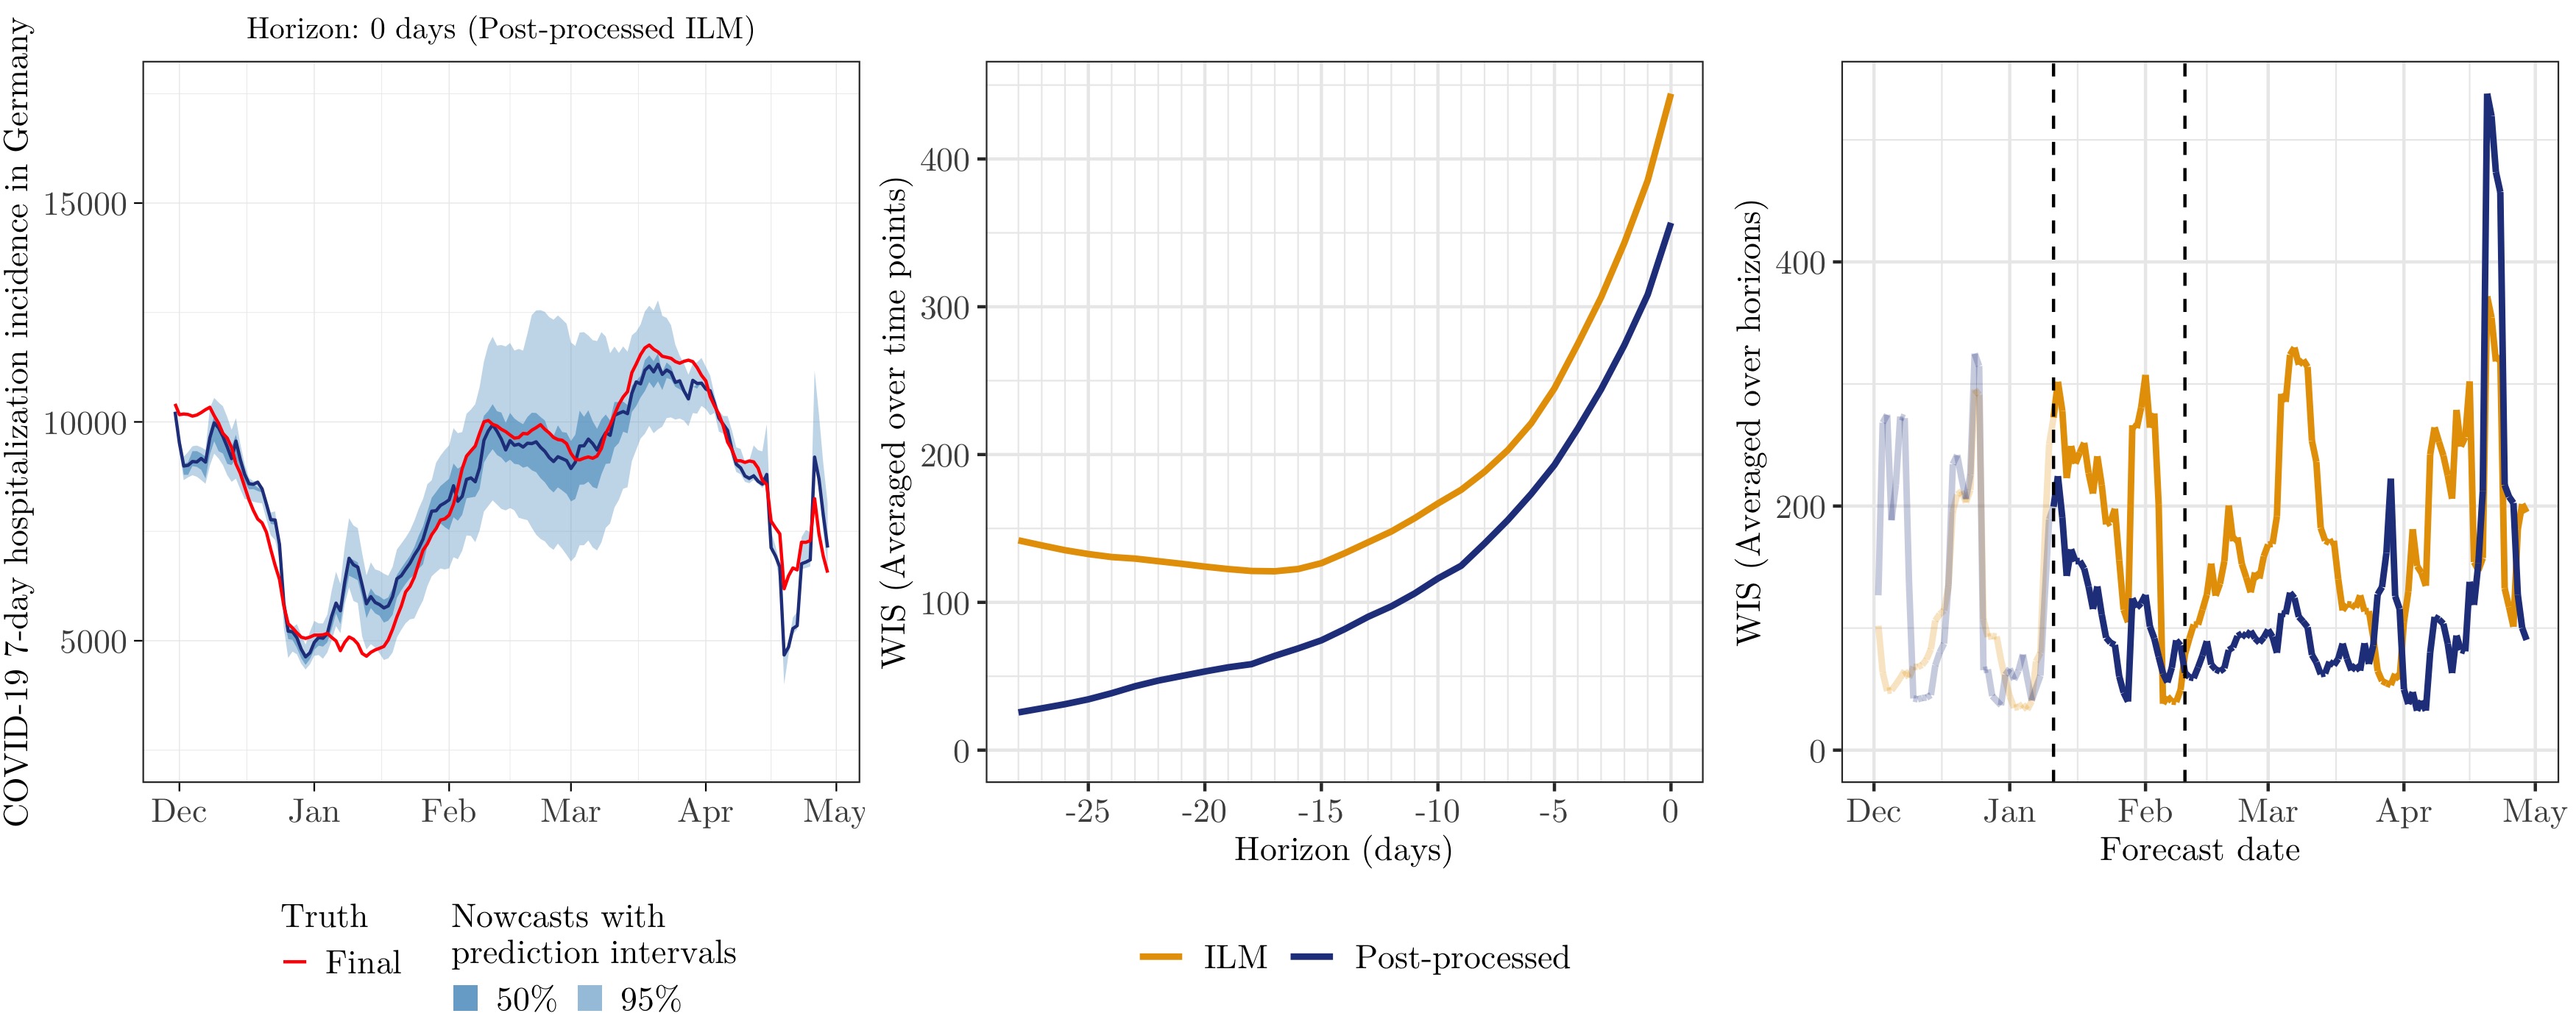 Horizon: 0 days (Post-processed ILM)
COVID-19 7-day hospitalization incidence in Germany
15000
10000
5000
Dec Jan Feb Mar Apr May
Truth
Final
Nowcasts with
prediction intervals
50% 95%
WIS (Averaged over time points)
400
300
200
100
0
-25 -20 -15 -10 -5 0
Horizon (days)
ILM Post-processed
WIS (Averaged over horizons)
400
200
0
Dec Jan Feb Mar Apr May
Forecast date